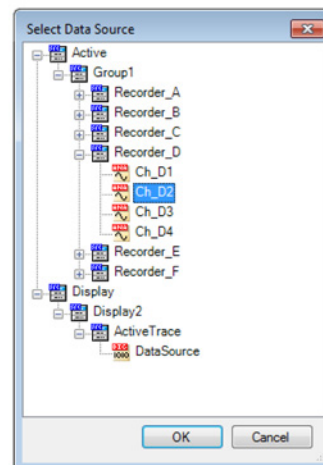 Select Data Source
Active
Group1
Recorder_A
Recorder_B
Recorder_C
Recorder_D
Ch_D1
Ch_D2
Ch_D3
Ch_D4
Recorder_E
Recorder_F
Display
Display2
ActiveTrace
DataSource
OK Cancel